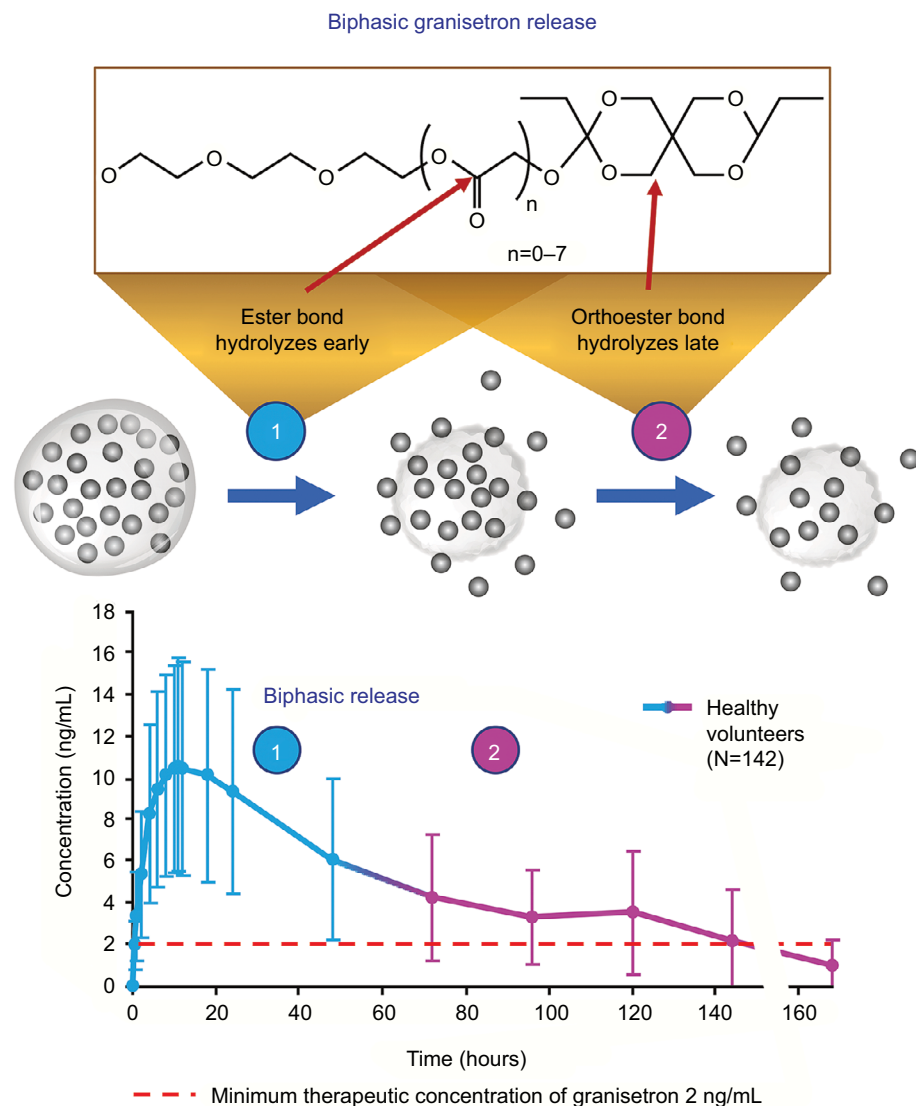 Biphasic granisetron release
O
O
O
O
O
n
O
O
O
O
O
n=0–7
Ester bond
hydrolyzes early
Orthoester bond
hydrolyzes late
1
2
18
16
14
12
10
8
6
4
2
0
Concentration (ng/mL)
Biphasic release
1
2
Healthy
volunteers
(N=142)
0
20
40
60
80
100
120
140
160
Time (hours)
Minimum therapeutic concentration of granisetron 2 ng/mL